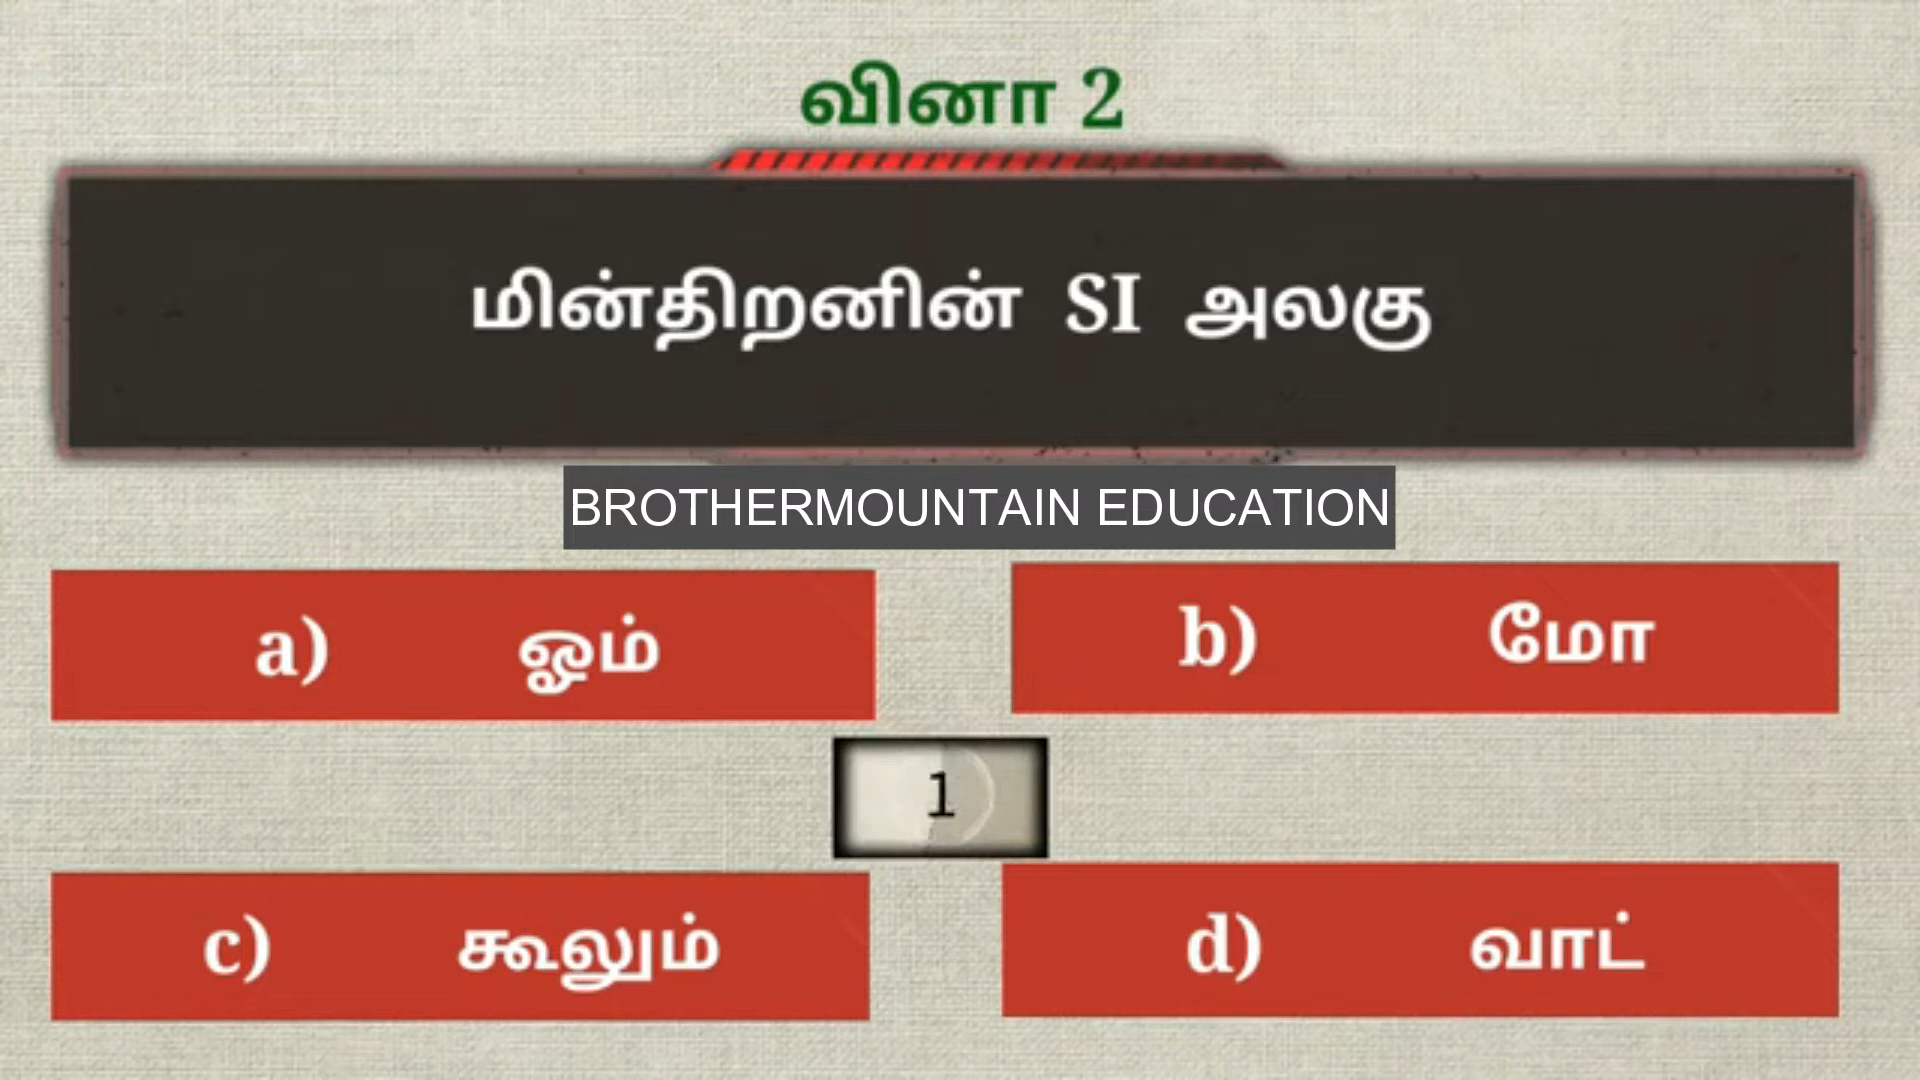 வினா 2
மின்திறனின் SI அலகு
BROTHERMOUNTAIN EDUCATION
a) ஓம்
b) மோ
1
c) கூலும்
d) வாட்